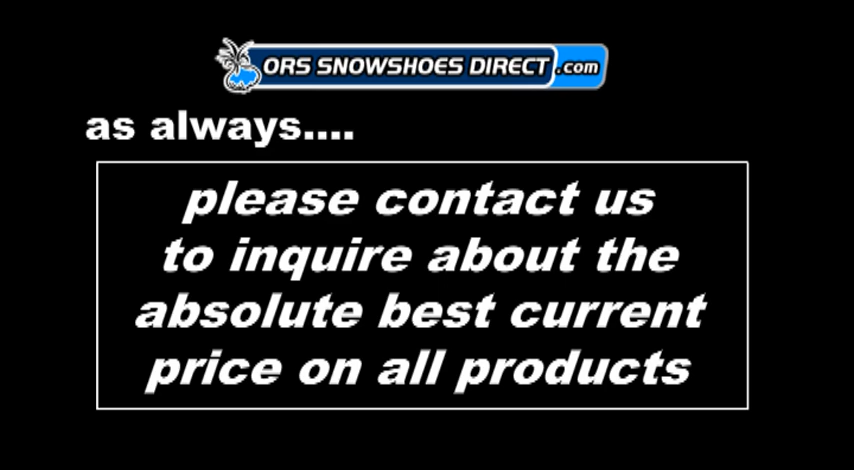 ORS SNOWSHOES DIRECT.com
as always....
please contact us
to inquire about the
absolute best current
price on all products